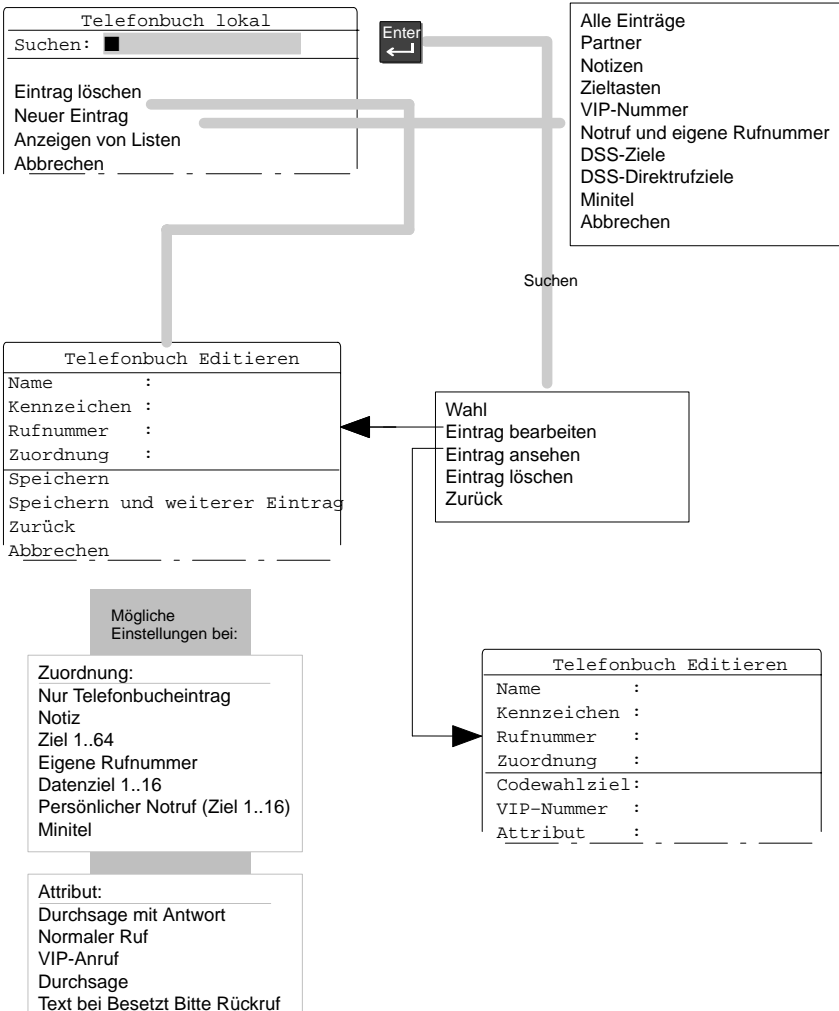 Telefonbuch lokal
Suchen:
Eintrag löschen
Neuer Eintrag
Anzeigen von Listen
Abbrechen
Enter
Alle Einträge
Partner
Notizen
Zieltasten
VIP-Nummer
Notruf und eigene Rufnummer
DSS-Ziele
DSS-Direktrufziele
Minitel
Abbrechen
Suchen
Telefonbuch Editieren
Name :
Kennzeichen :
Rufnummer :
Zuordnung :
Speichern
Speichern und weiterer Eintrag
Zurück
Abbrechen
Wahl
Eintrag bearbeiten
Eintrag ansehen
Eintrag löschen
Zurück
Mögliche
Einstellungen bei:
Zuordnung:
Nur Telefonbucheintrag
Notiz
Ziel 1..64
Eigene Rufnummer
Datenziel 1..16
Persönlicher Notruf (Ziel 1..16)
Minitel
Attribut:
Durchsage mit Antwort
Normaler Ruf
VIP-Anruf
Durchsage
Text bei Besetzt Bitte Rückruf
Telefonbuch Editieren
Name :
Kennzeichen :
Rufnummer :
Zuordnung :
Codewahlziel:
VIP-Nummer :
Attribut :